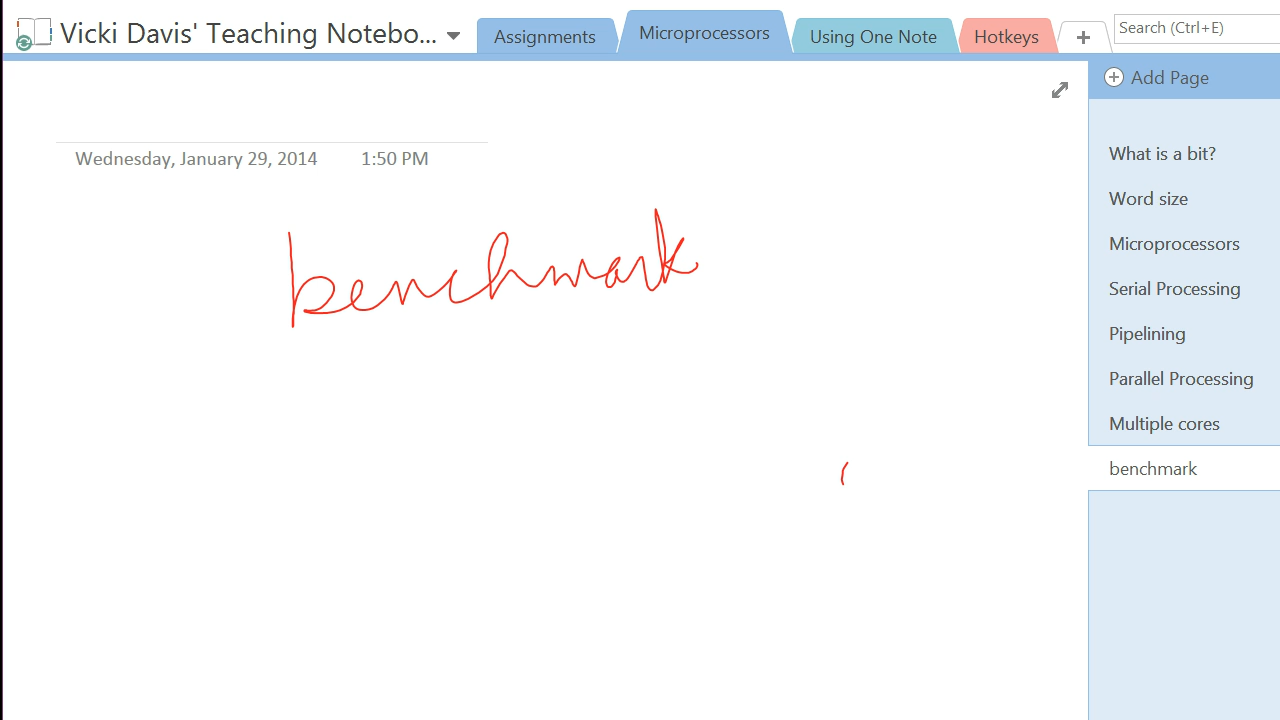 Vicki Davis' Teaching Notebo...
Assignments
Microprocessors
Using One Note
Hotkeys
Search (Ctrl+E)
Add Page
Wednesday, January 29, 2014 1:50 PM
benchmark
What is a bit?
Word size
Microprocessors
Serial Processing
Pipelining
Parallel Processing
Multiple cores
benchmark